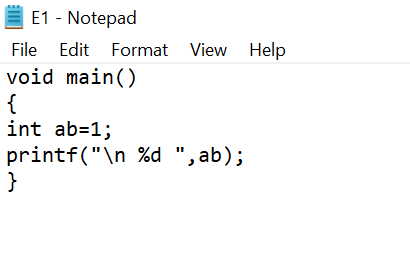 E1 - Notepad
File Edit Format View Help
void main()
{
int ab=1;
printf("\n %d ",ab);
}